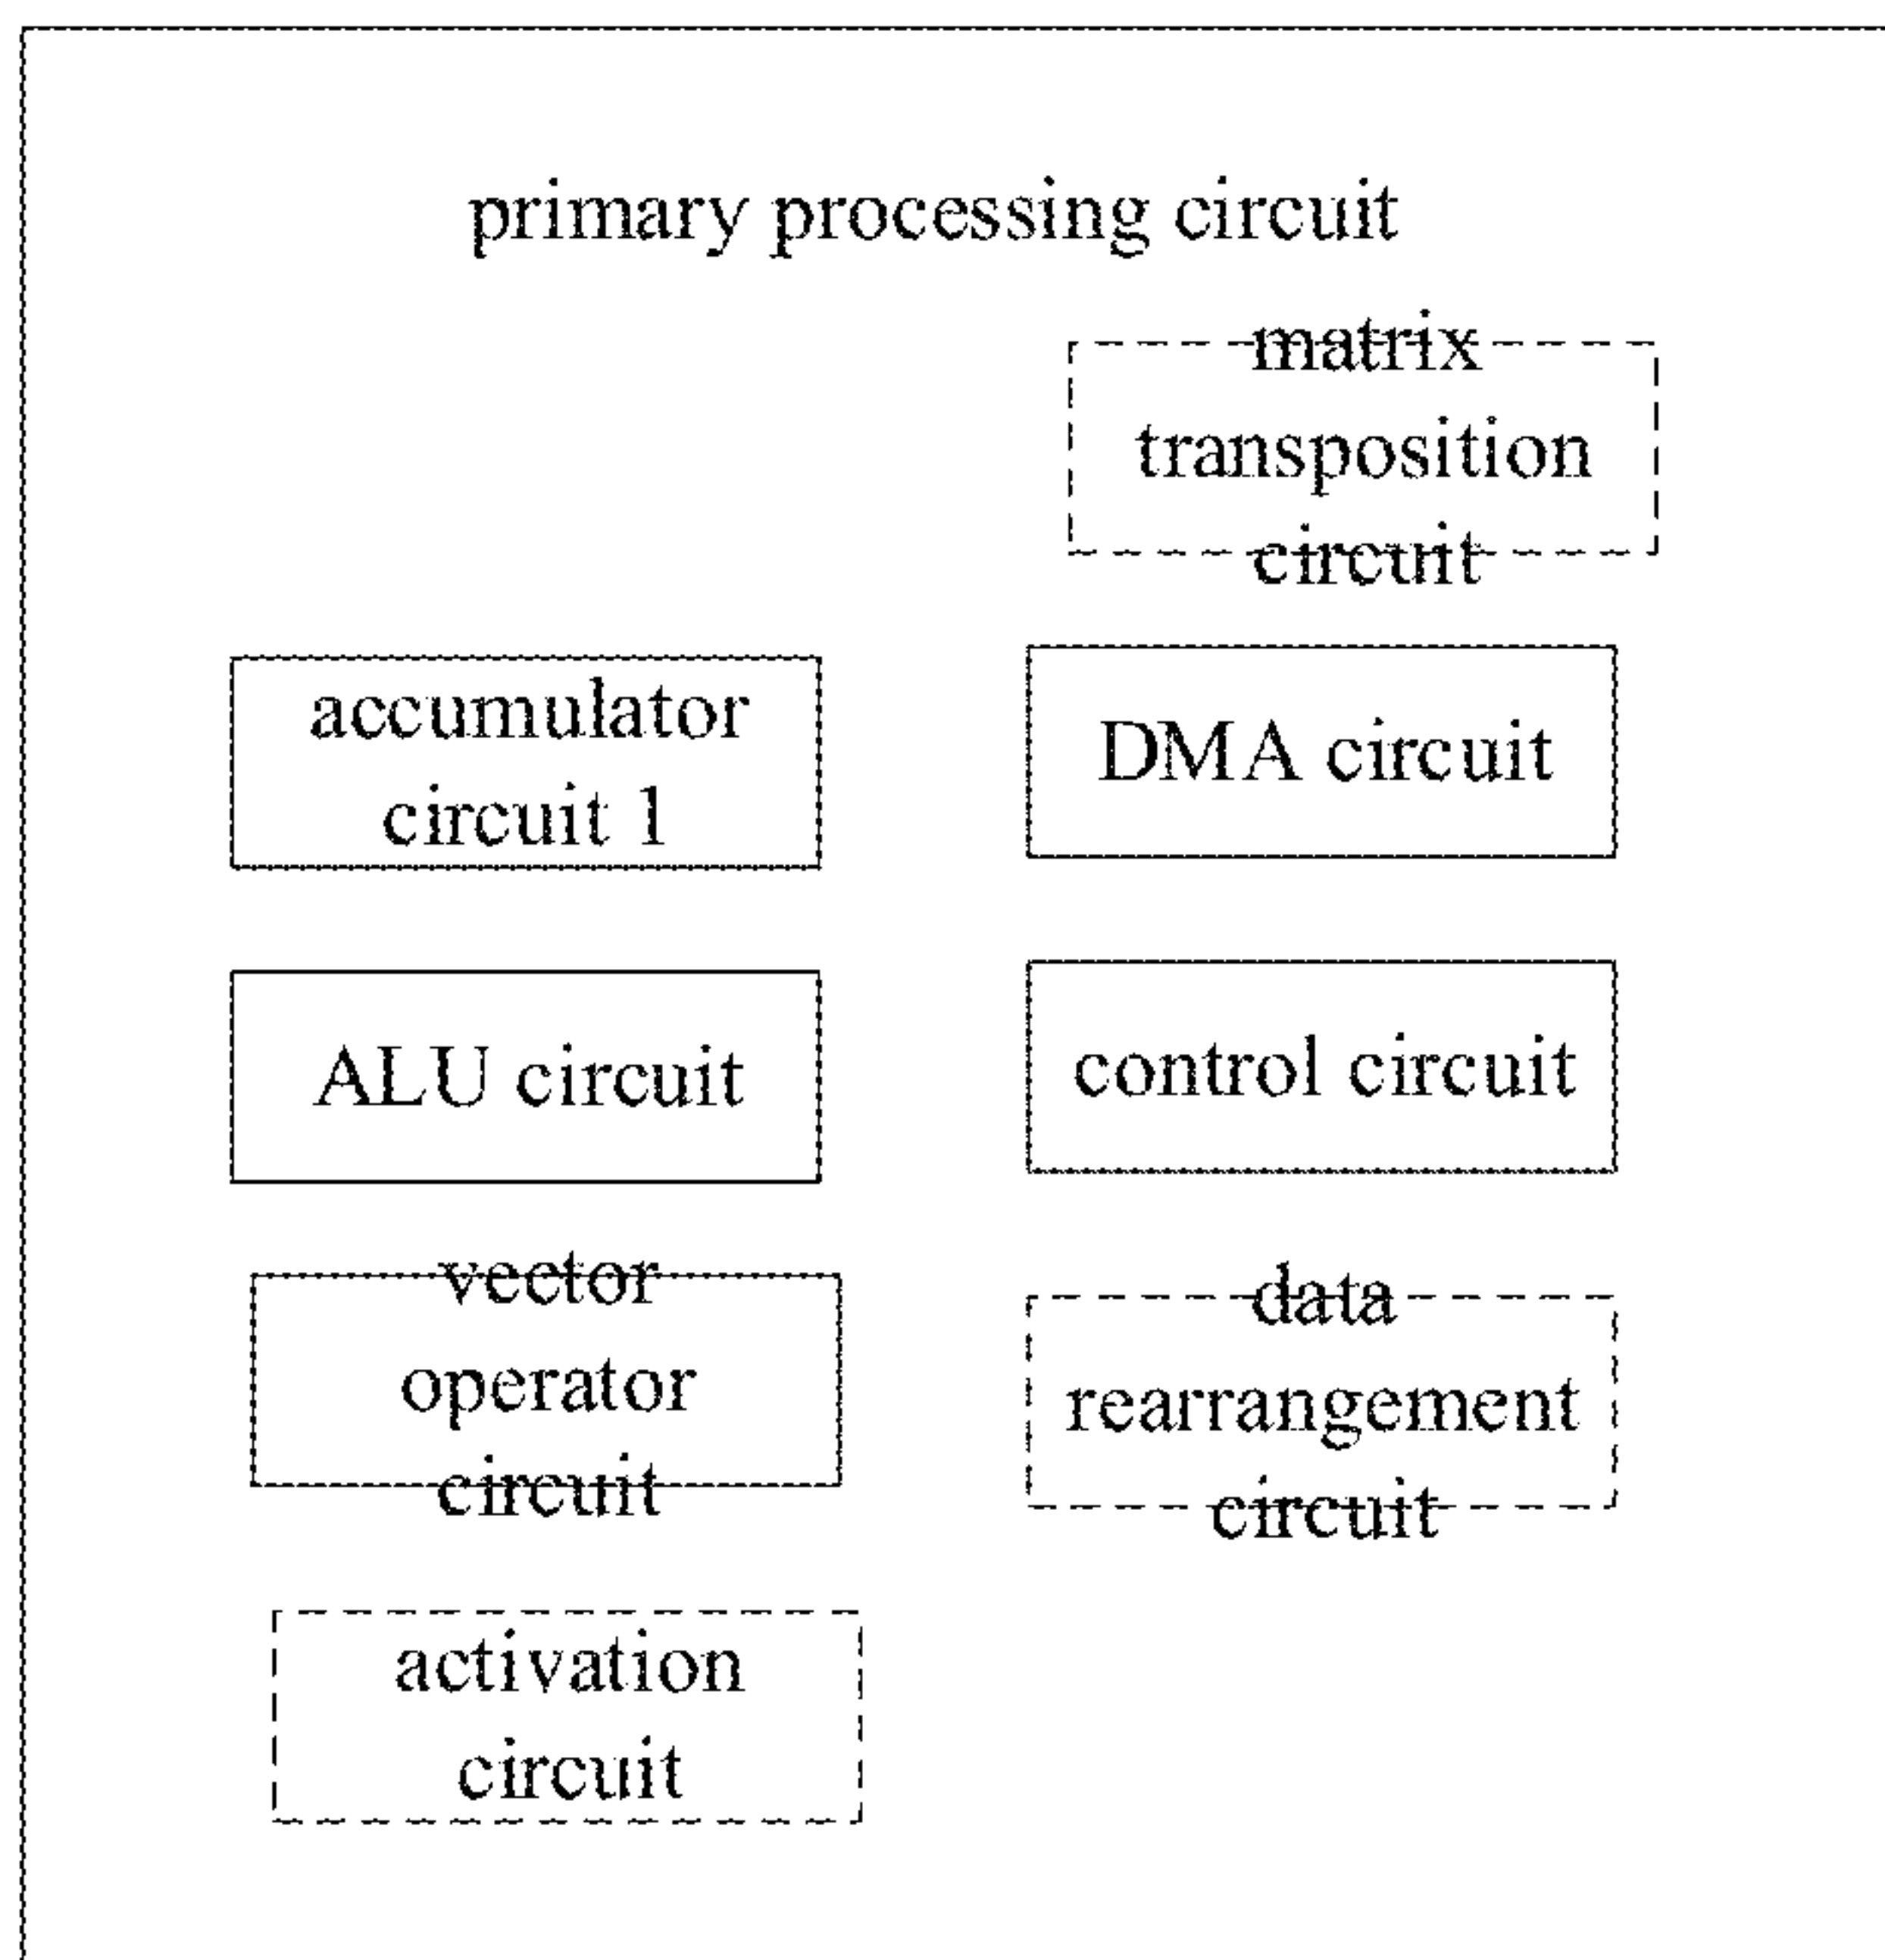 primary processing circuit
matrix
transposition
circuit
accumulator
circuit 1
DMA circuit
ALU circuit
control circuit
vector
operator
circuit
data
rearrangement
circuit
activation
circuit